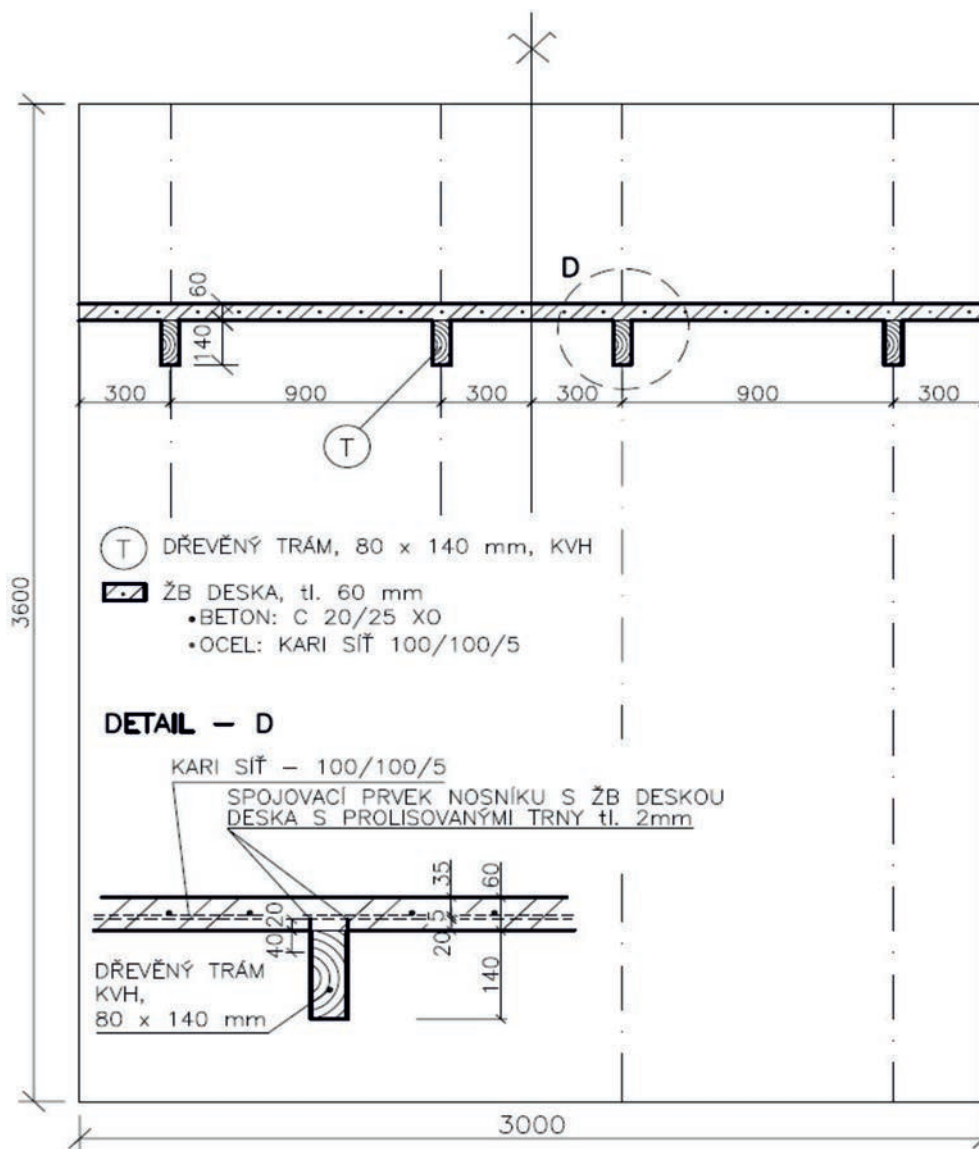 D
60
140
300
900
300
300
900
300
T
T DŘEVĚNÝ TRÁM, 80 x 140 mm, KVH
ŽB DESKA, tl. 60 mm
•BETON: C 20/25 XO
•OCEL: KARI SÍŤ 100/100/5
3600
DETAIL – D
KARI SÍŤ – 100/100/5
SPOJOVACÍ PRVEK NOSNÍKU S ŽB DESKOU
DESKA S PROLISOVANÝMI TRNY tl. 2mm
35
60
20
40
5
20
140
DŘEVĚNÝ TRÁM
KVH,
80 x 140 mm
3000